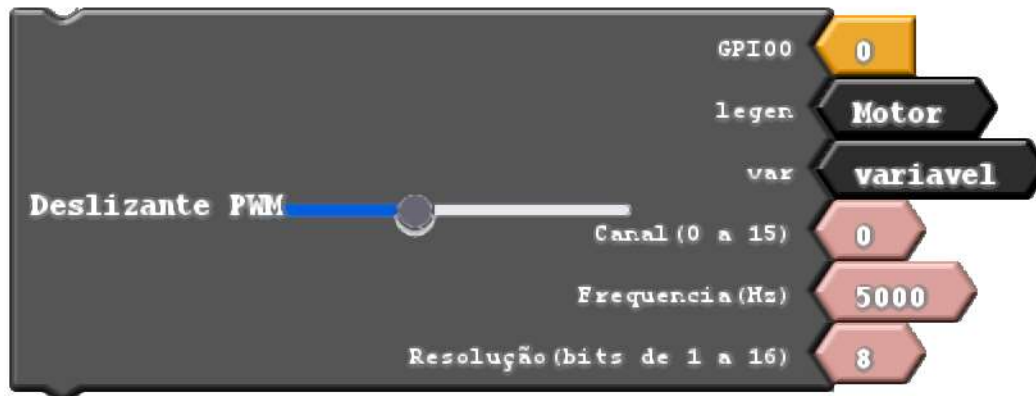 GPIO0 0
legen Motor
var variavel
Deslizante PWM
Canal(0 a 15) 0
Frequencia(Hz) 5000
Resolução(bits de 1 a 16) 8